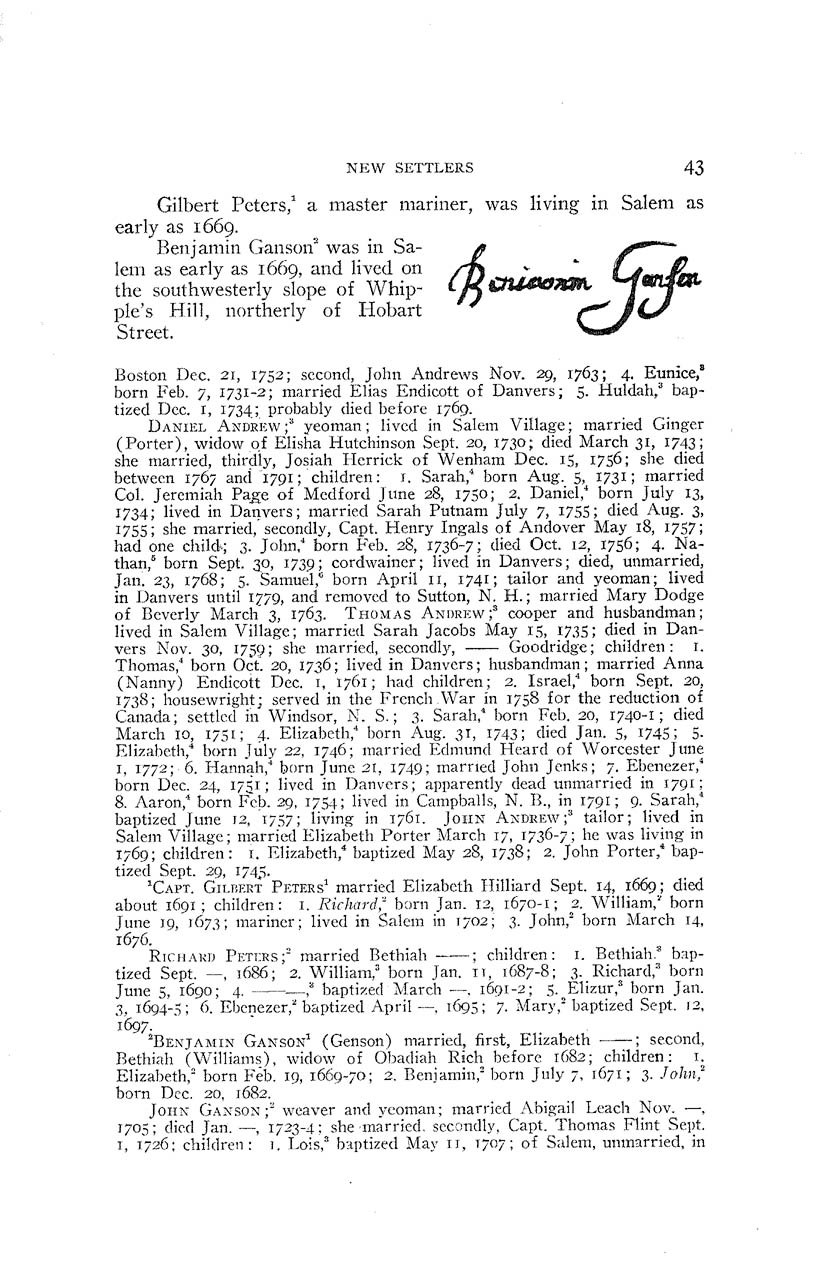 NEW SETTLERS 43
Gilbert Peters,¹ a master mariner, was living in Salem as
early as 1669.
Benjamin Ganson² was in Sa-
lem as early as 1669, and lived on
the southwesterly slope of Whip-
ple's Hill, northerly of Hobart
Street.
Beniamin Ganson
Boston Dec. 21, 1752; second, John Andrews Nov. 29, 1763; 4. Eunice,³
born Feb. 7, 1731-2; married Elias Endicott of Danvers; 5. Huldah,³ bap-
tized Dec. 1, 1734; probably died before 1769.
DANIEL ANDREW;³ yeoman; lived in Salem Village; married Ginger
(Porter), widow of Elisha Hutchinson Sept. 20, 1730; died March 31, 1743;
she married, thirdly, Josiah Herrick of Wenham Dec. 15, 1756; she died
between 1767 and 1791; children: 1. Sarah,⁴ born Aug. 5, 1731; married
Col. Jeremiah Page of Medford June 28, 1750; 2. Daniel,⁴ born July 13,
1734; lived in Danvers; married Sarah Putnam July 7, 1755; died Aug. 3,
1755; she married, secondly, Capt. Henry Ingals of Andover May 18, 1757;
had one child; 3. John,⁴ born Feb. 28, 1736-7; died Oct. 12, 1756; 4. Na-
than,⁵ born Sept. 30, 1739; cordwainer; lived in Danvers; died, unmarried,
Jan. 23, 1768; 5. Samuel,⁶ born April 11, 1741; tailor and yeoman; lived
in Danvers until 1779, and removed to Sutton, N. H.; married Mary Dodge
of Beverly March 3, 1763. THOMAS ANDREW;³ cooper and husbandman;
lived in Salem Village; married Sarah Jacobs May 15, 1735; died in Dan-
vers Nov. 30, 1759; she married, secondly, —— Goodridge; children: 1.
Thomas,⁴ born Oct. 20, 1736; lived in Danvers; husbandman; married Anna
(Nanny) Endicott Dec. 1, 1761; had children; 2. Israel,⁴ born Sept. 20,
1738; housewright; served in the French War in 1758 for the reduction of
Canada; settled in Windsor, N. S.; 3. Sarah,⁴ born Feb. 20, 1740-1; died
March 10, 1751; 4. Elizabeth,⁴ born Aug. 31, 1743; died Jan. 5, 1745; 5.
Elizabeth,⁴ born July 22, 1746; married Edmund Heard of Worcester June
1, 1772; 6. Hannah,⁴ born June 21, 1749; married John Jenks; 7. Ebenezer,⁴
born Dec. 24, 1751; lived in Danvers; apparently dead unmarried in 1791;
8. Aaron,⁴ born Feb. 29, 1754; lived in Campballs, N. B., in 1791; 9. Sarah,⁴
baptized June 12, 1757; living in 1761. JOHN ANDREW;³ tailor; lived in
Salem Village; married Elizabeth Porter March 17, 1736-7; he was living in
1769; children: 1. Elizabeth,⁴ baptized May 28, 1738; 2. John Porter,⁴ bap-
tized Sept. 29, 1745.
¹CAPT. GILBERT PETERS¹ married Elizabeth Hilliard Sept. 14, 1669; died
about 1691; children: 1. Richard,² born Jan. 12, 1670-1; 2. William,² born
June 19, 1673; mariner; lived in Salem in 1702; 3. John,² born March 14,
1676.
RICHARD PETERS;² married Bethiah ——; children: 1. Bethiah,³ bap-
tized Sept. —, 1686; 2. William,³ born Jan. 11, 1687-8; 3. Richard,³ born
June 5, 1690; 4. ——,³ baptized March —, 1691-2; 5. Elizur,³ born Jan.
3, 1694-5; 6. Ebenezer,² baptized April —, 1695; 7. Mary,² baptized Sept. 12,
1697.
²BENJAMIN GANSON¹ (Genson) married, first, Elizabeth ——; second,
Bethiah (Williams), widow of Obadiah Rich before 1682; children: 1.
Elizabeth,² born Feb. 19, 1669-70; 2. Benjamin,² born July 7, 1671; 3. John,²
born Dec. 20, 1682.
JOHN GANSON;² weaver and yeoman; married Abigail Leach Nov. —,
1705; died Jan. —, 1723-4; she married, secondly, Capt. Thomas Flint Sept.
1, 1726; children: 1. Lois,³ baptized May 11, 1707; of Salem, unmarried, in